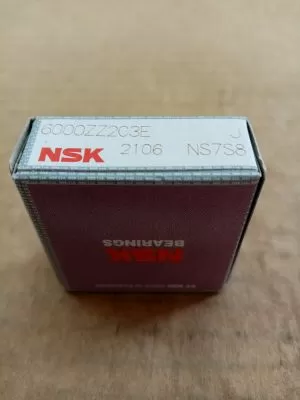 6000ZZ2C3E J
NSK 2106 NS7S8
NSK
BEARINGS